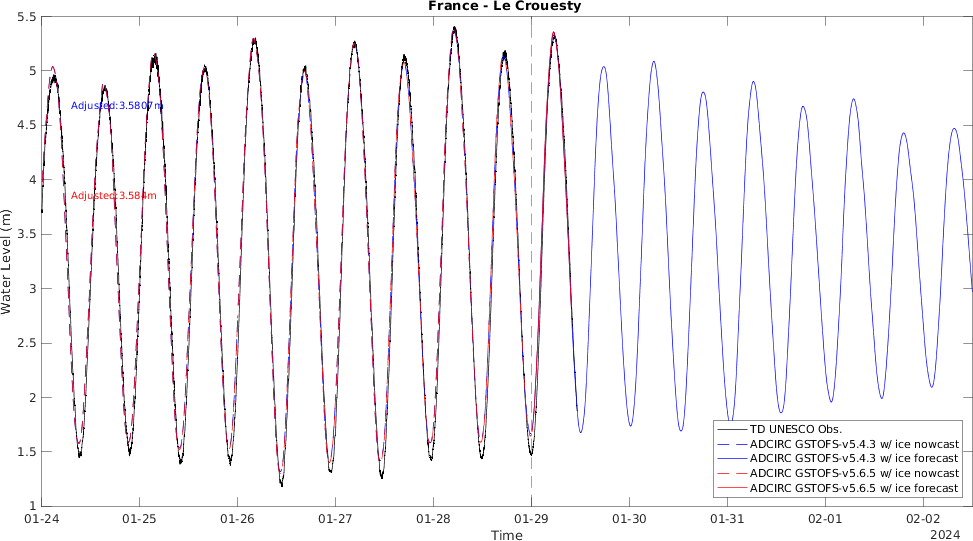 France - Le Crouesty
5.5
5
4.5
4
3.5
3
2.5
2
1.5
1
Water Level (m)
Adjusted:3.5807m
Adjusted:3.584m
TD UNESCO Obs.
ADCIRC GSTOFS-v5.4.3 w/ ice nowcast
ADCIRC GSTOFS-v5.4.3 w/ ice forecast
ADCIRC GSTOFS-v5.6.5 w/ ice nowcast
ADCIRC GSTOFS-v5.6.5 w/ ice forecast
01-24 01-25 01-26 01-27 01-28 01-29 01-30 01-31 02-01 02-02
Time
2024